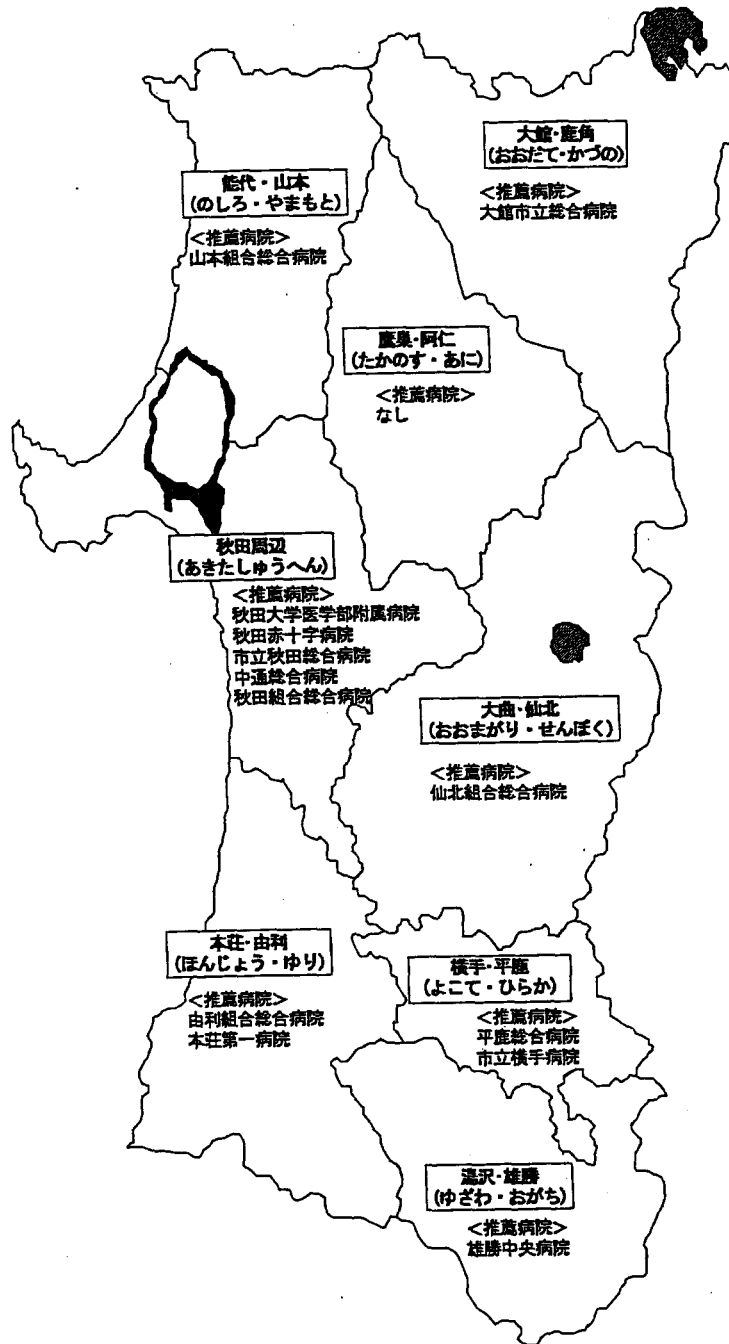 大館・鹿角
(おおだて・かづの)
<推薦病院>
大館市立総合病院
能代・山本
(のしろ・やまもと)
<推薦病院>
山本組合総合病院
鷹巣・阿仁
(たかのす・あに)
<推薦病院>
なし
秋田周辺
(あきたしゅうへん)
<推薦病院>
秋田大学医学部附属病院
秋田赤十字病院
市立秋田総合病院
中通総合病院
秋田組合総合病院
大曲・仙北
(おおまがり・せんぼく)
<推薦病院>
仙北組合総合病院
本荘・由利
(ほんじょう・ゆり)
<推薦病院>
由利組合総合病院
本荘第一病院
横手・平鹿
(よこて・ひらか)
<推薦病院>
平鹿総合病院
市立横手病院
湯沢・雄勝
(ゆざわ・おがち)
<推薦病院>
雄勝中央病院